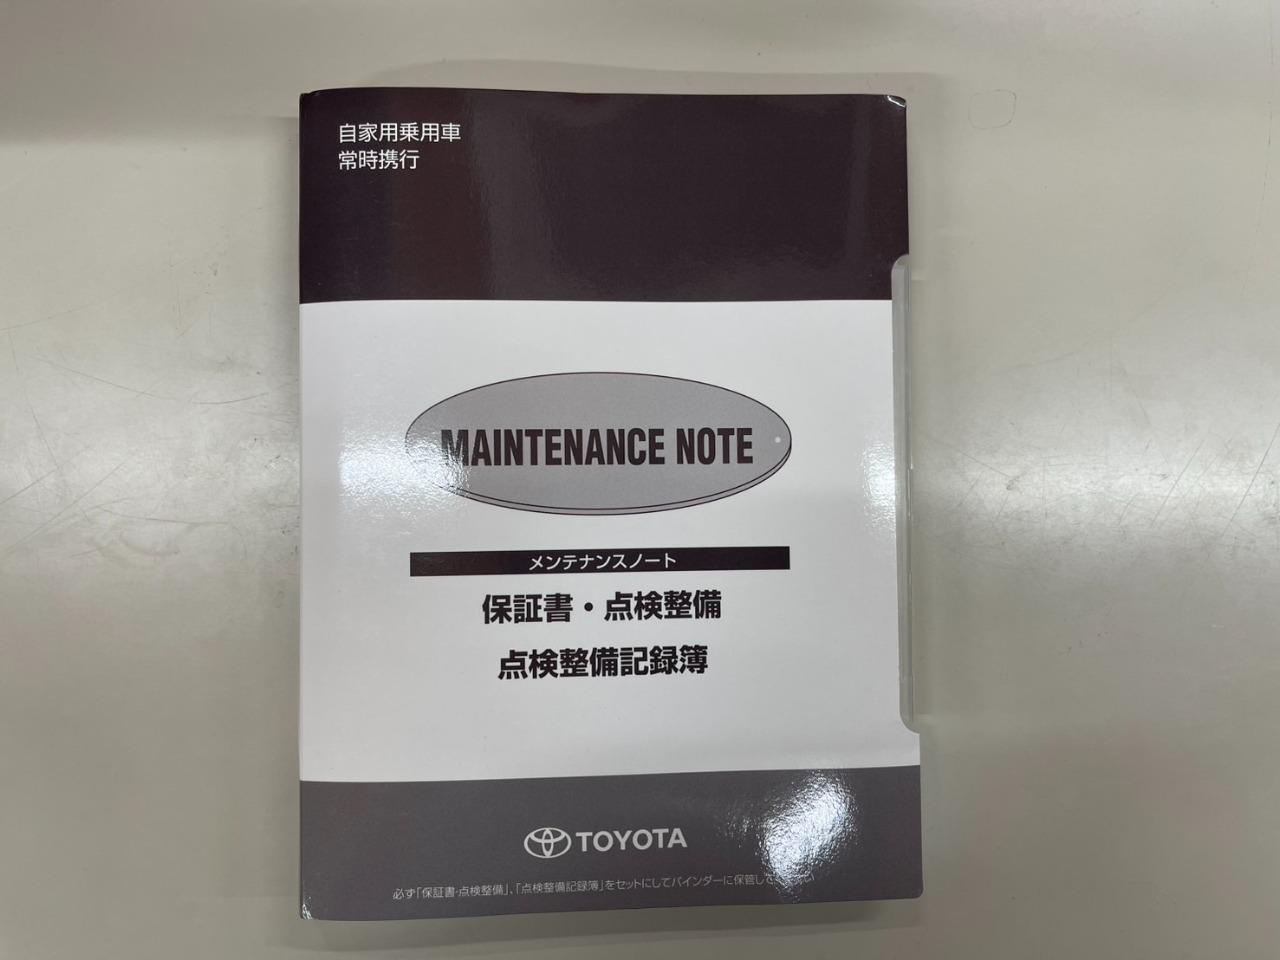 自家用乗用車
常時携行
MAINTENANCE NOTE
メンテナンスノート
保証書・点検整備
点検整備記録簿
TOYOTA
必ず「保証書・点検整備」、「点検整備記録簿」をセットにしてバインダーに保管して